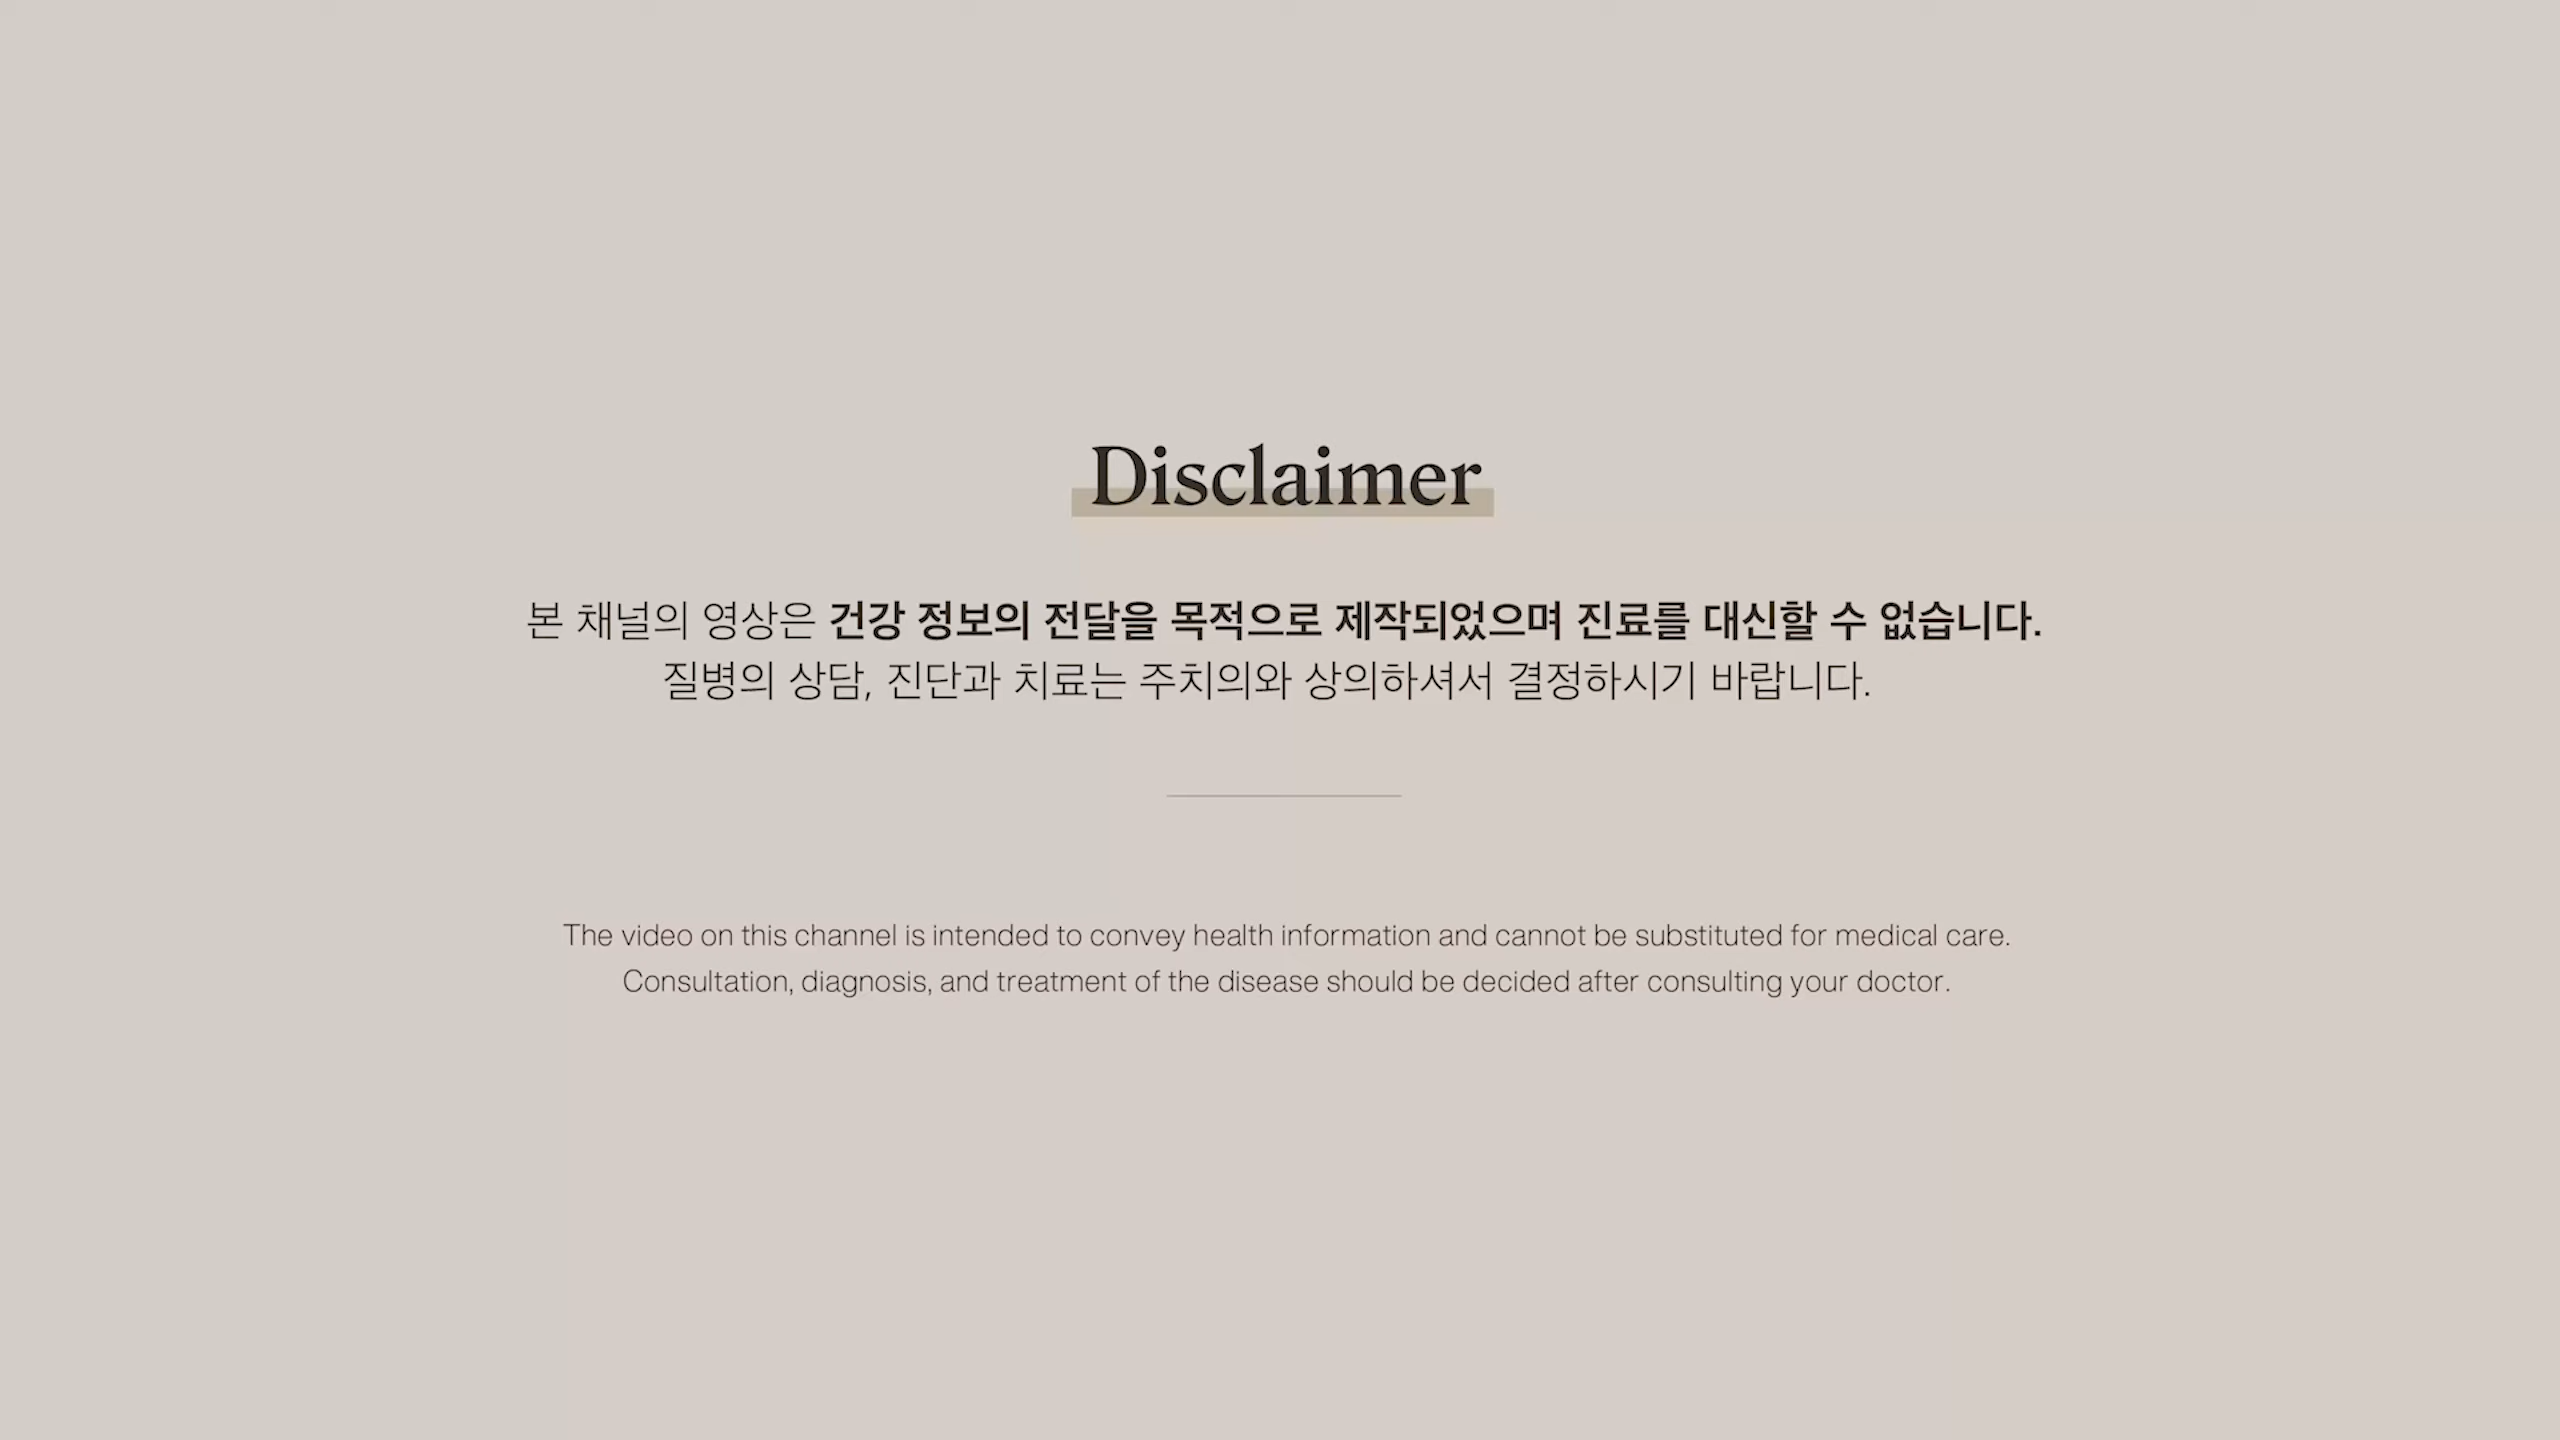 Disclaimer
본 채널의 영상은 건강 정보의 전달을 목적으로 제작되었으며 진료를 대신할 수 없습니다.
질병의 상담, 진단과 치료는 주치의와 상의하셔서 결정하시기 바랍니다.
The video on this channel is intended to convey health information and cannot be substituted for medical care.
Consultation, diagnosis, and treatment of the disease should be decided after consulting your doctor.